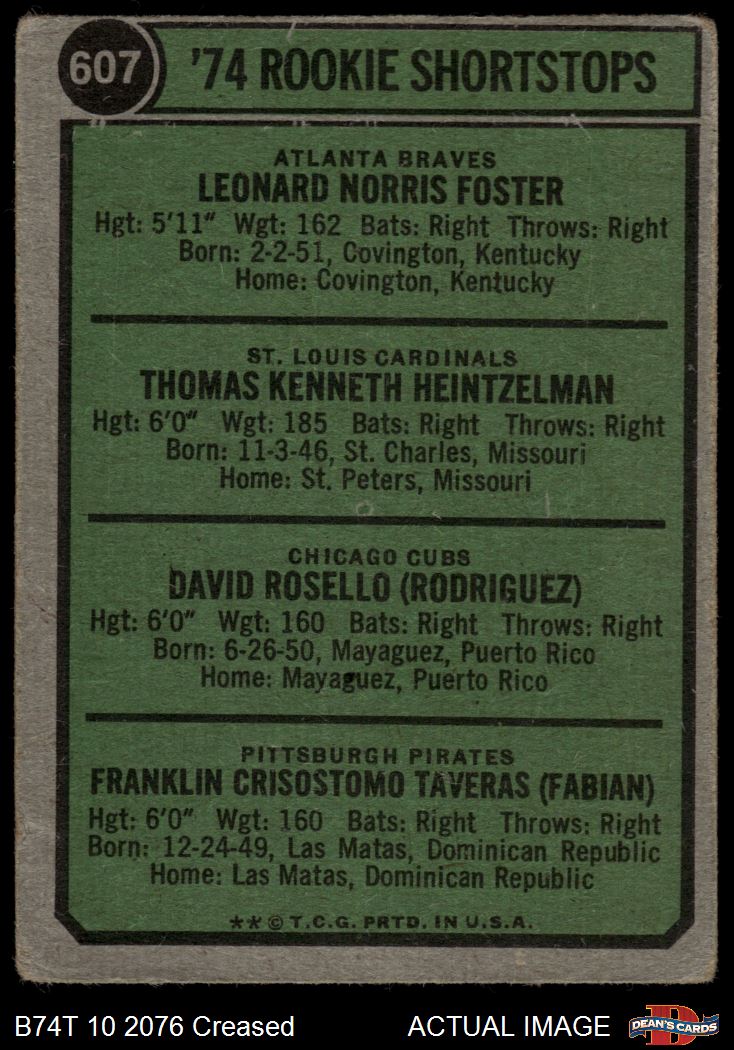 607
'74 ROOKIE SHORTSTOPS
ATLANTA BRAVES
LEONARD NORRIS FOSTER
Hgt: 5'11" Wgt: 162 Bats: Right Throws: Right
Born: 2-2-51, Covington, Kentucky
Home: Covington, Kentucky
ST. LOUIS CARDINALS
THOMAS KENNETH HEINTZELMAN
Hgt: 6'0" Wgt: 185 Bats: Right Throws: Right
Born: 11-3-46, St. Charles, Missouri
Home: St. Peters, Missouri
CHICAGO CUBS
DAVID ROSELLO (RODRIGUEZ)
Hgt: 6'0" Wgt: 160 Bats: Right Throws: Right
Born: 6-26-50, Mayaguez, Puerto Rico
Home: Mayaguez, Puerto Rico
PITTSBURGH PIRATES
FRANKLIN CRISOSTOMO TAVERAS (FABIAN)
Hgt: 6'0" Wgt: 160 Bats: Right Throws: Right
Born: 12-24-49, Las Matas, Dominican Republic
Home: Las Matas, Dominican Republic
** © T.C.G. PRTD. IN U.S.A.
B74T 10 2076 Creased
ACTUAL IMAGE
D
DEAN'S CARDS